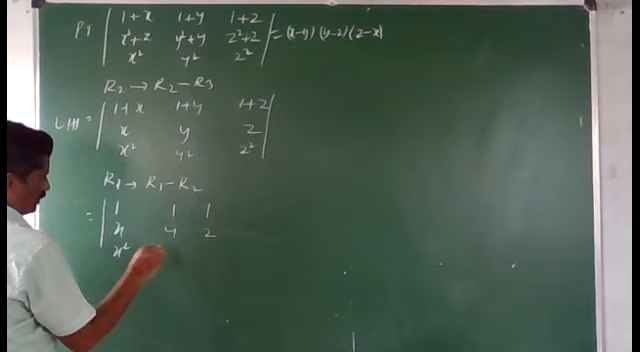 PT | 1+x 1+y 1+z |
| x²+x y²+y z²+z | = (x-y) (y-z) (z-x)
| x² y² z² |
R₂ → R₂ - R₃
| 1+x 1+y 1+z |
LHS = | x y z |
| x² y² z² |
R₁ → R₁ - R₂
= | 1 1 1
| x y z
| x²